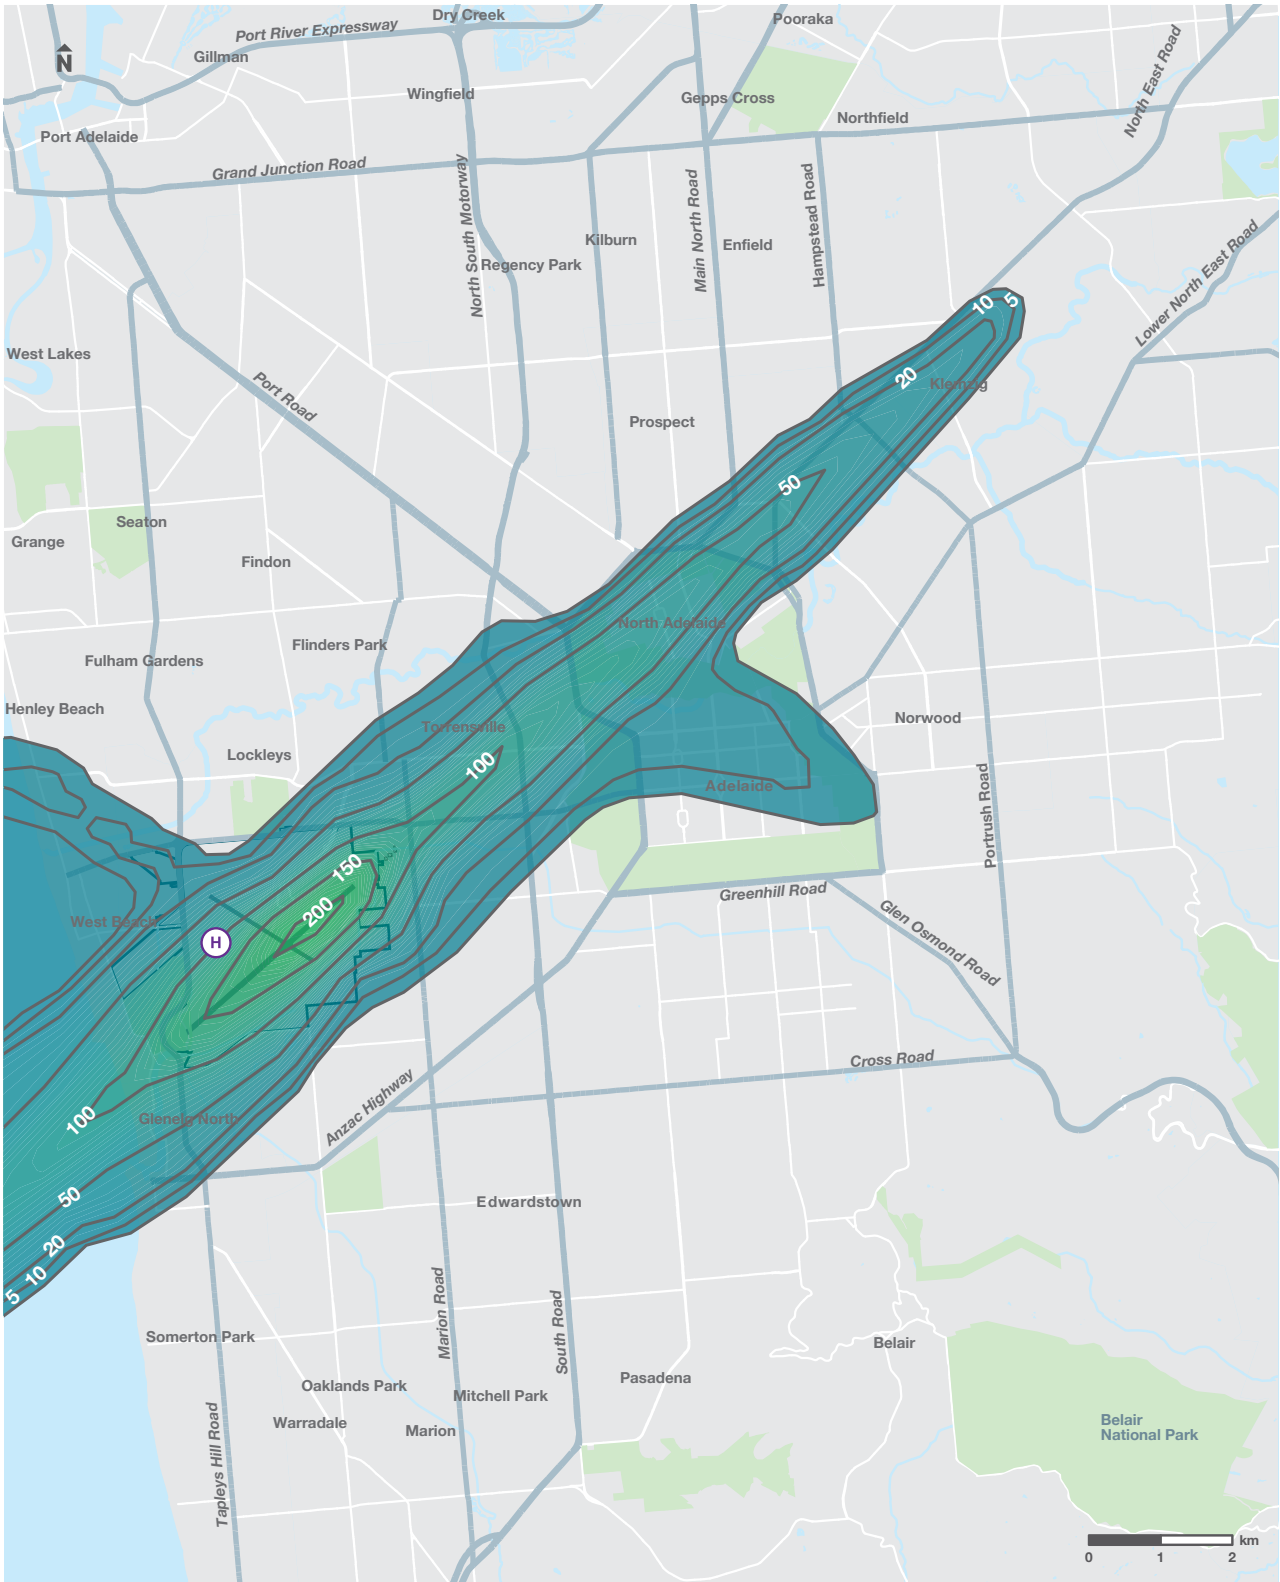 Dry Creek
Pooraka
Port River Expressway
N
Gillman
North East Road
Wingfield
Gepps Cross
Northfield
Port Adelaide
Grand Junction Road
North South Motorway
Main North Road
Hampstead Road
Kilburn
Enfield
Regency Park
Lower North East Road
10
5
West Lakes
20
Klemzig
Port Road
Prospect
50
Seaton
Grange
Findon
North Adelaide
Flinders Park
Fulham Gardens
Henley Beach
Norwood
Torrensville
Lockleys
100
Adelaide
Portrush Road
150
Greenhill Road
200
West Beach
H
Glen Osmond Road
Cross Road
100
Glenelg North
Anzac Highway
50
Edwardstown
20
10
5
Marion Road
South Road
Somerton Park
Belair
Pasadena
Oaklands Park
Mitchell Park
Warradale
Marion
Belair
National Park
Tapleys Hill Road
km
0
1
2